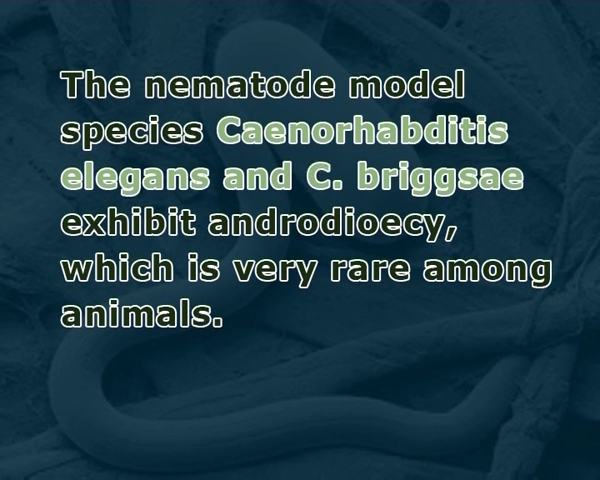 The nematode model
species Caenorhabditis
elegans and C. briggsae
exhibit androdioecy,
which is very rare among
animals.